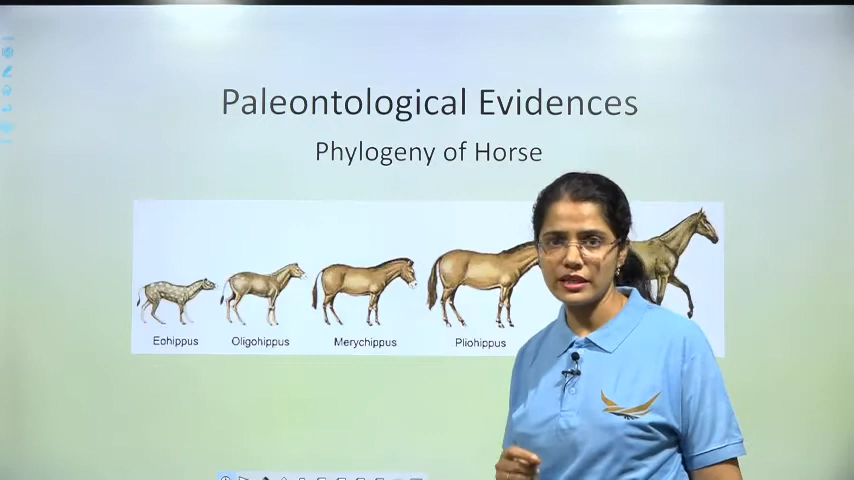 Paleontological Evidences
Phylogeny of Horse
Eohippus Oligohippus Merychippus Pliohippus